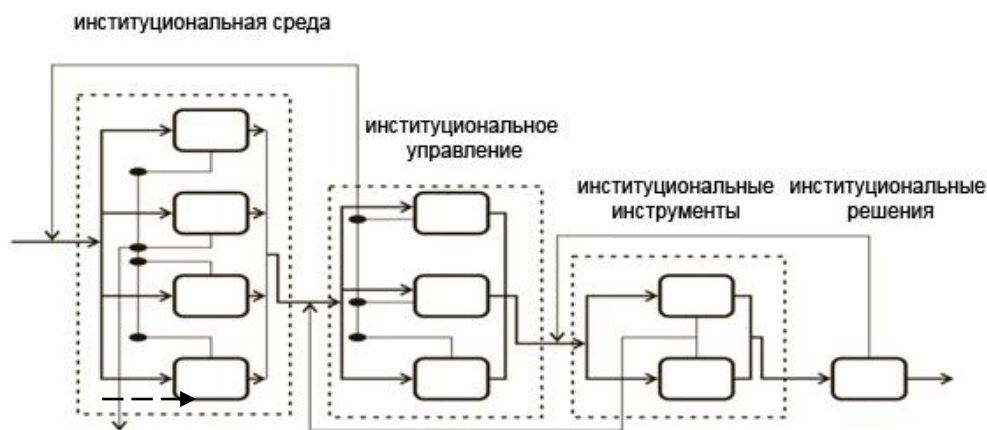 институциональная среда
институциональное
управление
институциональные
инструменты
институциональные
решения